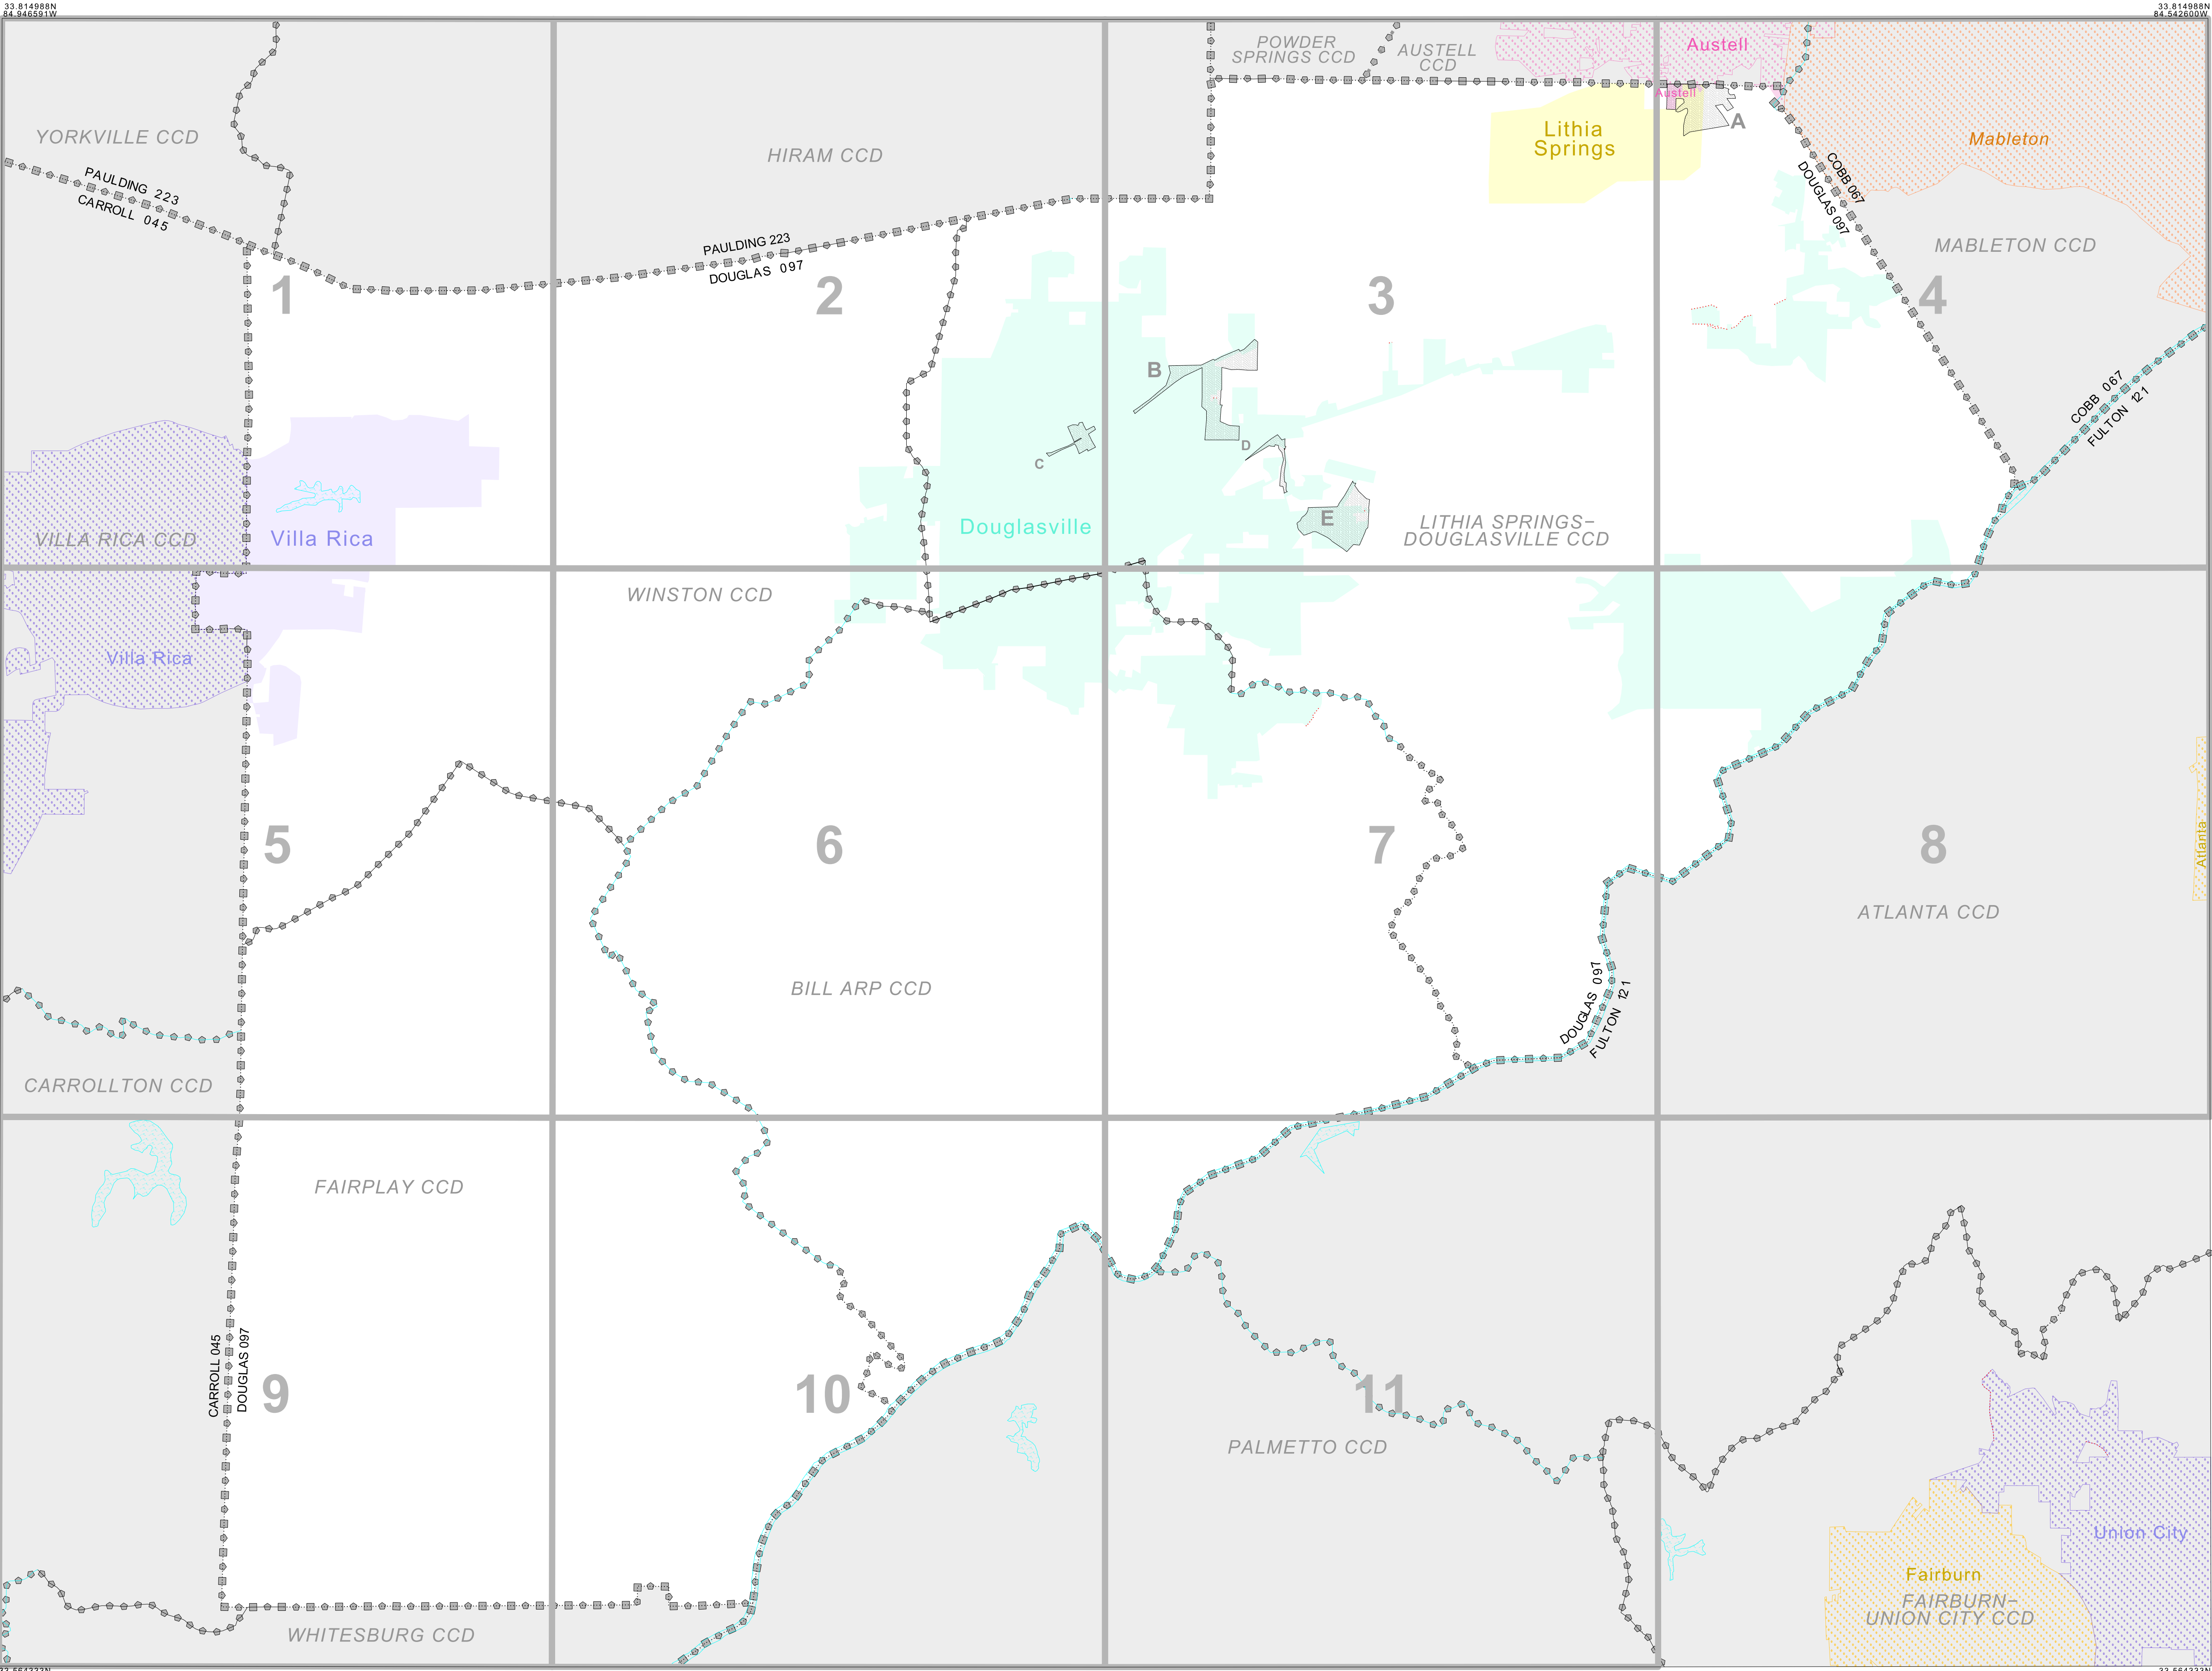 33.814988N
84.946591W
33.814988N
84.542600W
POWDER
SPRINGS CCD
AUSTELL
CCD
Austell
Austell
A
Lithia
Springs
Mableton
YORKVILLE CCD
HIRAM CCD
PAULDING 223
CARROLL 045
COBB 067
DOUGLAS 097
MABLETON CCD
PAULDING 223
DOUGLAS 097
1
2
3
4
B
C
D
E
COBB 067
FULTON 121
VILLA RICA CCD
Villa Rica
Douglasville
LITHIA SPRINGS-
DOUGLASVILLE CCD
WINSTON CCD
Villa Rica
5
6
7
8
Atlanta
ATLANTA CCD
BILL ARP CCD
DOUGLAS 097
FULTON 121
CARROLLTON CCD
FAIRPLAY CCD
CARROLL 045
DOUGLAS 097
9
10
11
PALMETTO CCD
Union City
Fairburn
FAIRBURN-
UNION CITY CCD
WHITESBURG CCD
33.564333N
33.564333N